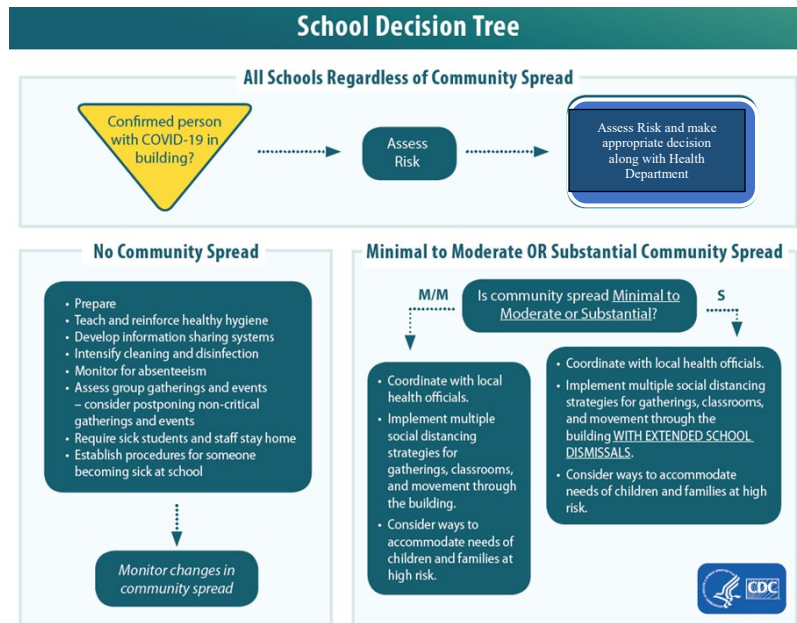 School Decision Tree
All Schools Regardless of Community Spread
Confirmed person
with COVID-19 in
building?
Assess
Risk
Assess Risk and make
appropriate decision
along with Health
Department
No Community Spread
• Prepare
• Teach and reinforce healthy hygiene
• Develop information sharing systems
• Intensify cleaning and disinfection
• Monitor for absenteeism
• Assess group gatherings and events
– consider postponing non-critical
gatherings and events
• Require sick students and staff stay home
• Establish procedures for someone
becoming sick at school
Monitor changes in
community spread
Minimal to Moderate OR Substantial Community Spread
M/M
Is community spread Minimal to
Moderate or Substantial?
S
• Coordinate with local
health officials.
• Implement multiple
social distancing
strategies for
gatherings, classrooms,
and movement through
the building.
• Consider ways to
accommodate needs of
children and families at
high risk.
• Coordinate with local health officials.
• Implement multiple social distancing
strategies for gatherings, classrooms,
and movement through the
building WITH EXTENDED SCHOOL
DISMISSALS.
• Consider ways to accommodate
needs of children and families at high
risk.
CDC